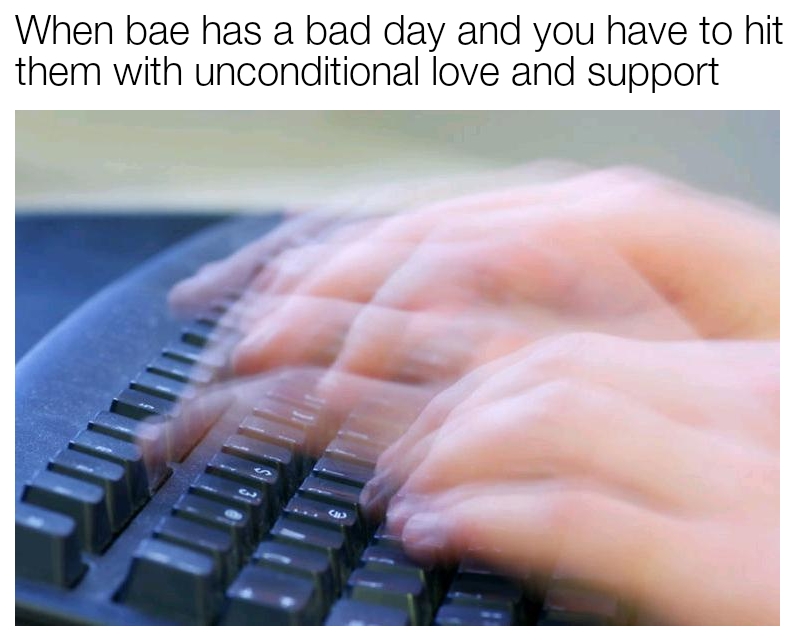 When bae has a bad day and you have to hit
them with unconditional love and support